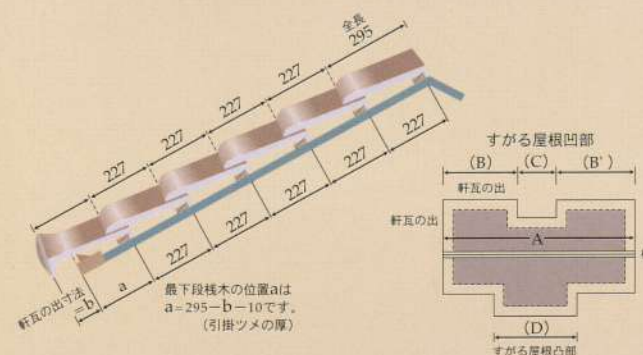 全長
295
227
227
227
227
227
227
227
227
227
227
227
a
軒瓦の出寸法
=b
最下段桟木の位置aは
a=295−b−10です。
(引掛ツメの厚)
すがる屋根凹部
(B) (C) (B')
軒瓦の出
軒瓦の出
A
(D)
すがる屋根凸部